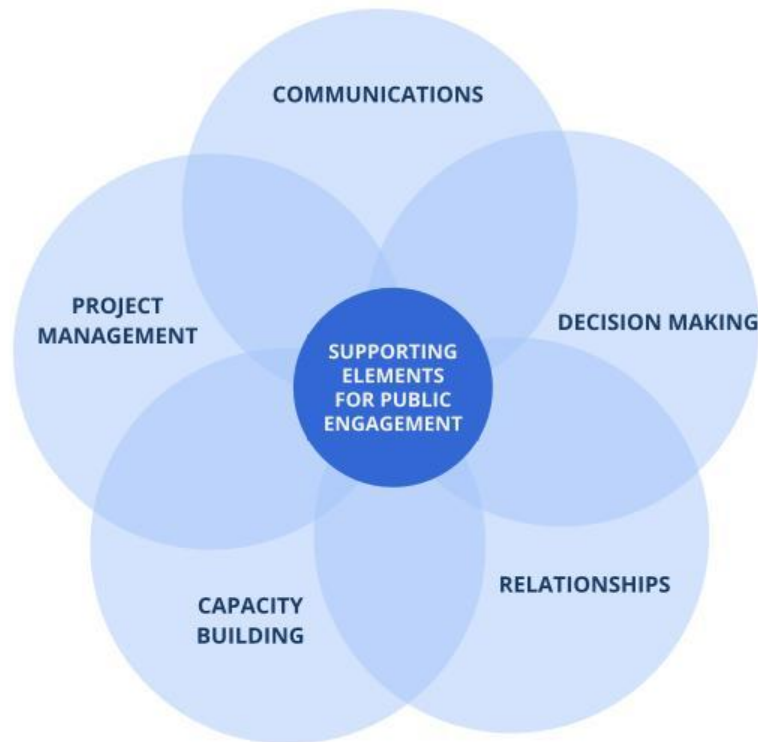 COMMUNICATIONS
PROJECT
MANAGEMENT
DECISION MAKING
SUPPORTING
ELEMENTS
FOR PUBLIC
ENGAGEMENT
CAPACITY
BUILDING
RELATIONSHIPS